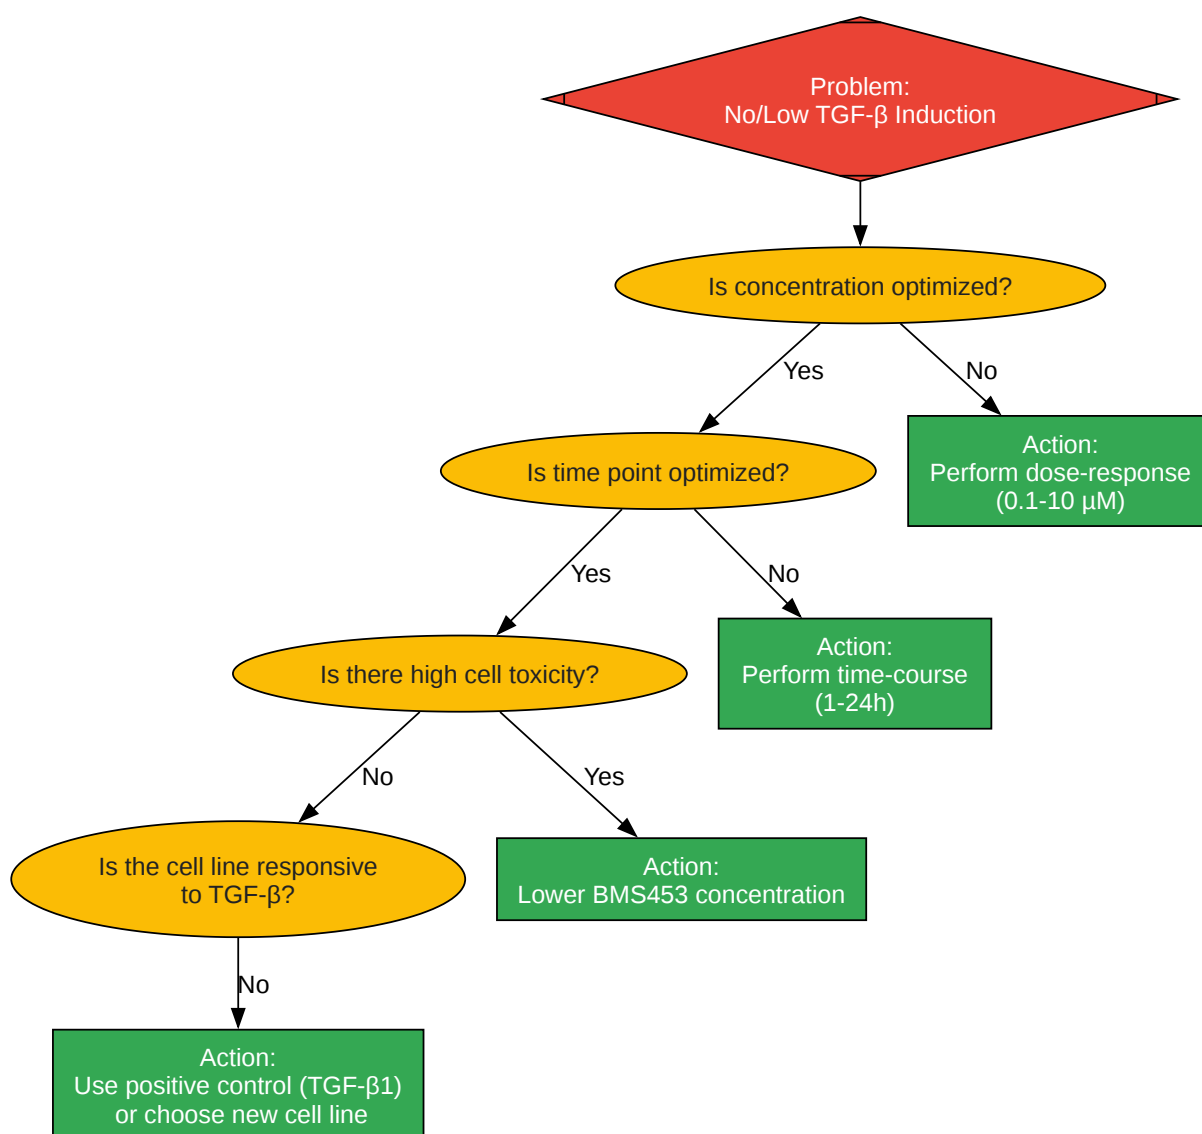 Problem:
No/Low TGF-β Induction
Is concentration optimized?
Yes
No
Action:
Perform dose-response
(0.1-10 µM)
Is time point optimized?
Yes
No
Action:
Perform time-course
(1-24h)
Is there high cell toxicity?
No
Yes
Action:
Lower BMS453 concentration
Is the cell line responsive
to TGF-β?
No
Action:
Use positive control (TGF-β1)
or choose new cell line